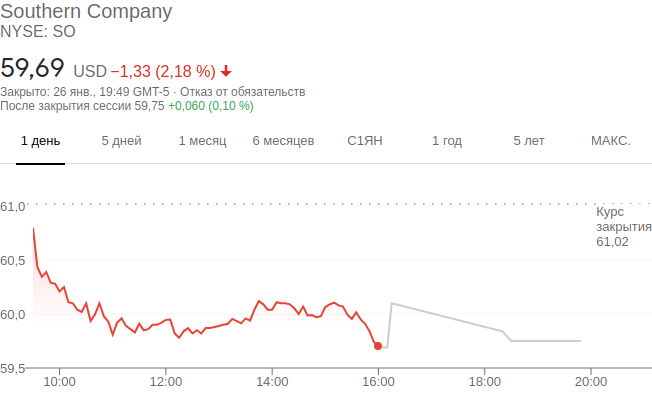 Southern Company
NYSE: SO
59,69 USD −1,33 (2,18 %)
Закрыто: 26 янв., 19:49 GMT-5 · Отказ от обязательств
После закрытия сессии 59,75 +0,060 (0,10 %)
1 день 5 дней 1 месяц 6 месяцев С1ЯН 1 год 5 лет МАКС.
61,0
Курс
закрытия
61,02
60,5
60,0
59,5
10:00 12:00 14:00 16:00 18:00 20:00